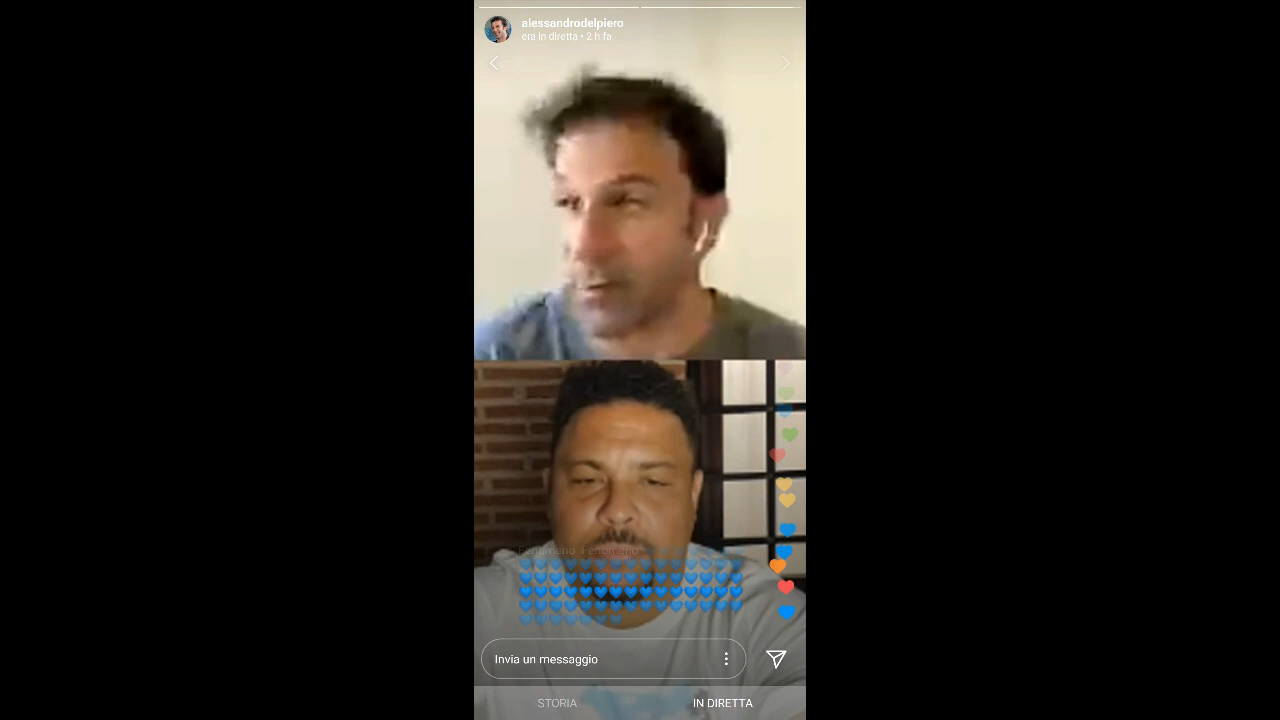 alessandrodelpiero
era in diretta • 2 h fa
Fenomeno Fenomeno
Invia un messaggio
STORIA
IN DIRETTA